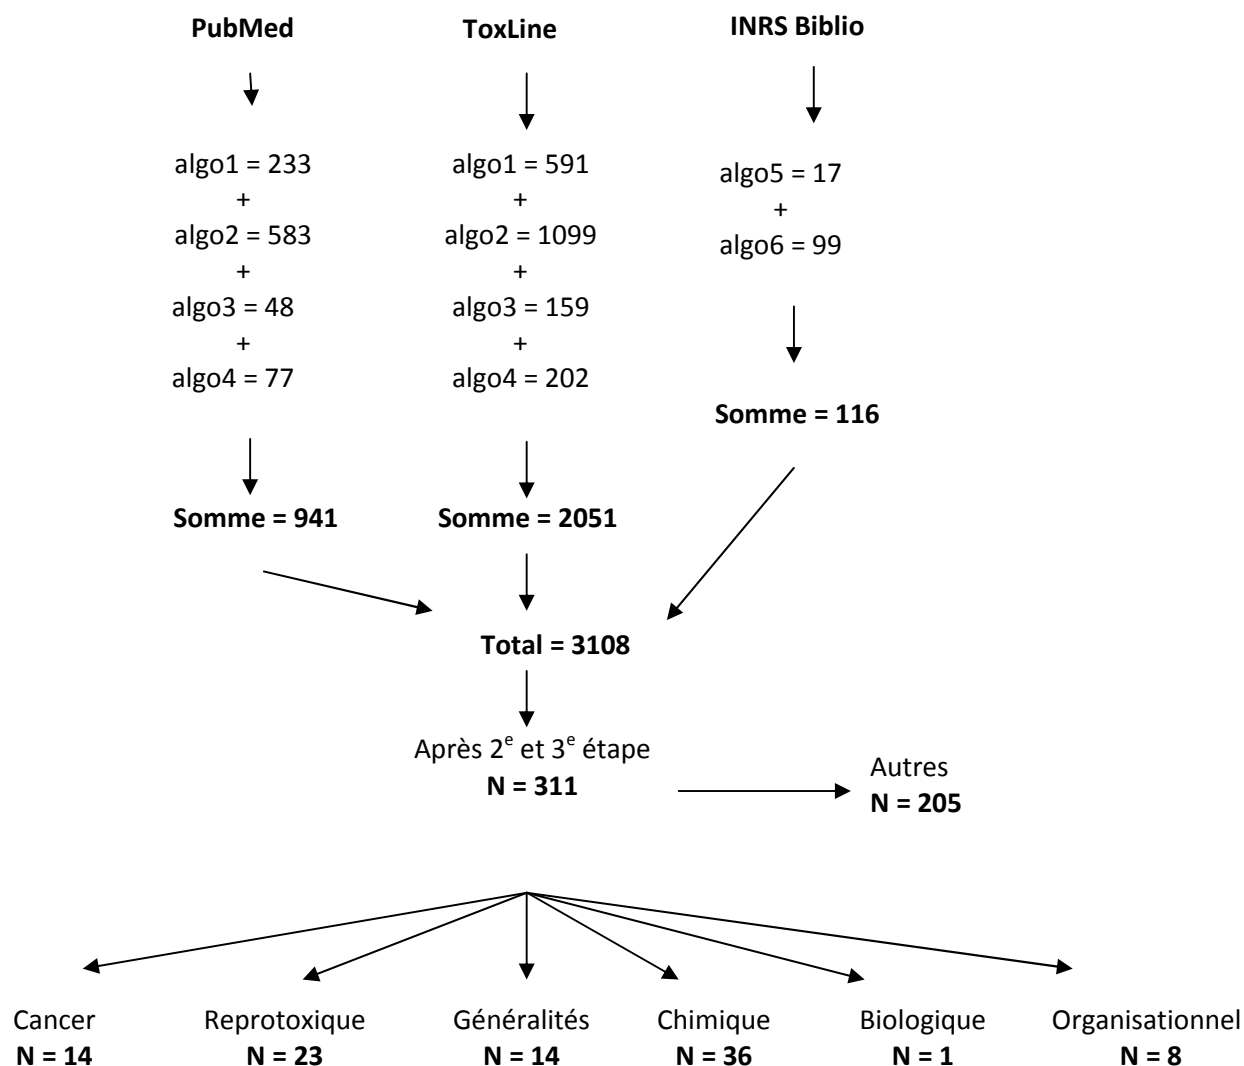 PubMed
ToxLine
INRS Biblio
algo1 = 233
+
algo2 = 583
+
algo3 = 48
+
algo4 = 77
algo1 = 591
+
algo2 = 1099
+
algo3 = 159
+
algo4 = 202
algo5 = 17
+
algo6 = 99
Somme = 116
Somme = 941
Somme = 2051
Total = 3108
Après 2e et 3e étape
N = 311
Autres
N = 205
Cancer
N = 14
Reprotoxique
N = 23
Généralités
N = 14
Chimique
N = 36
Biologique
N = 1
Organisationnel
N = 8